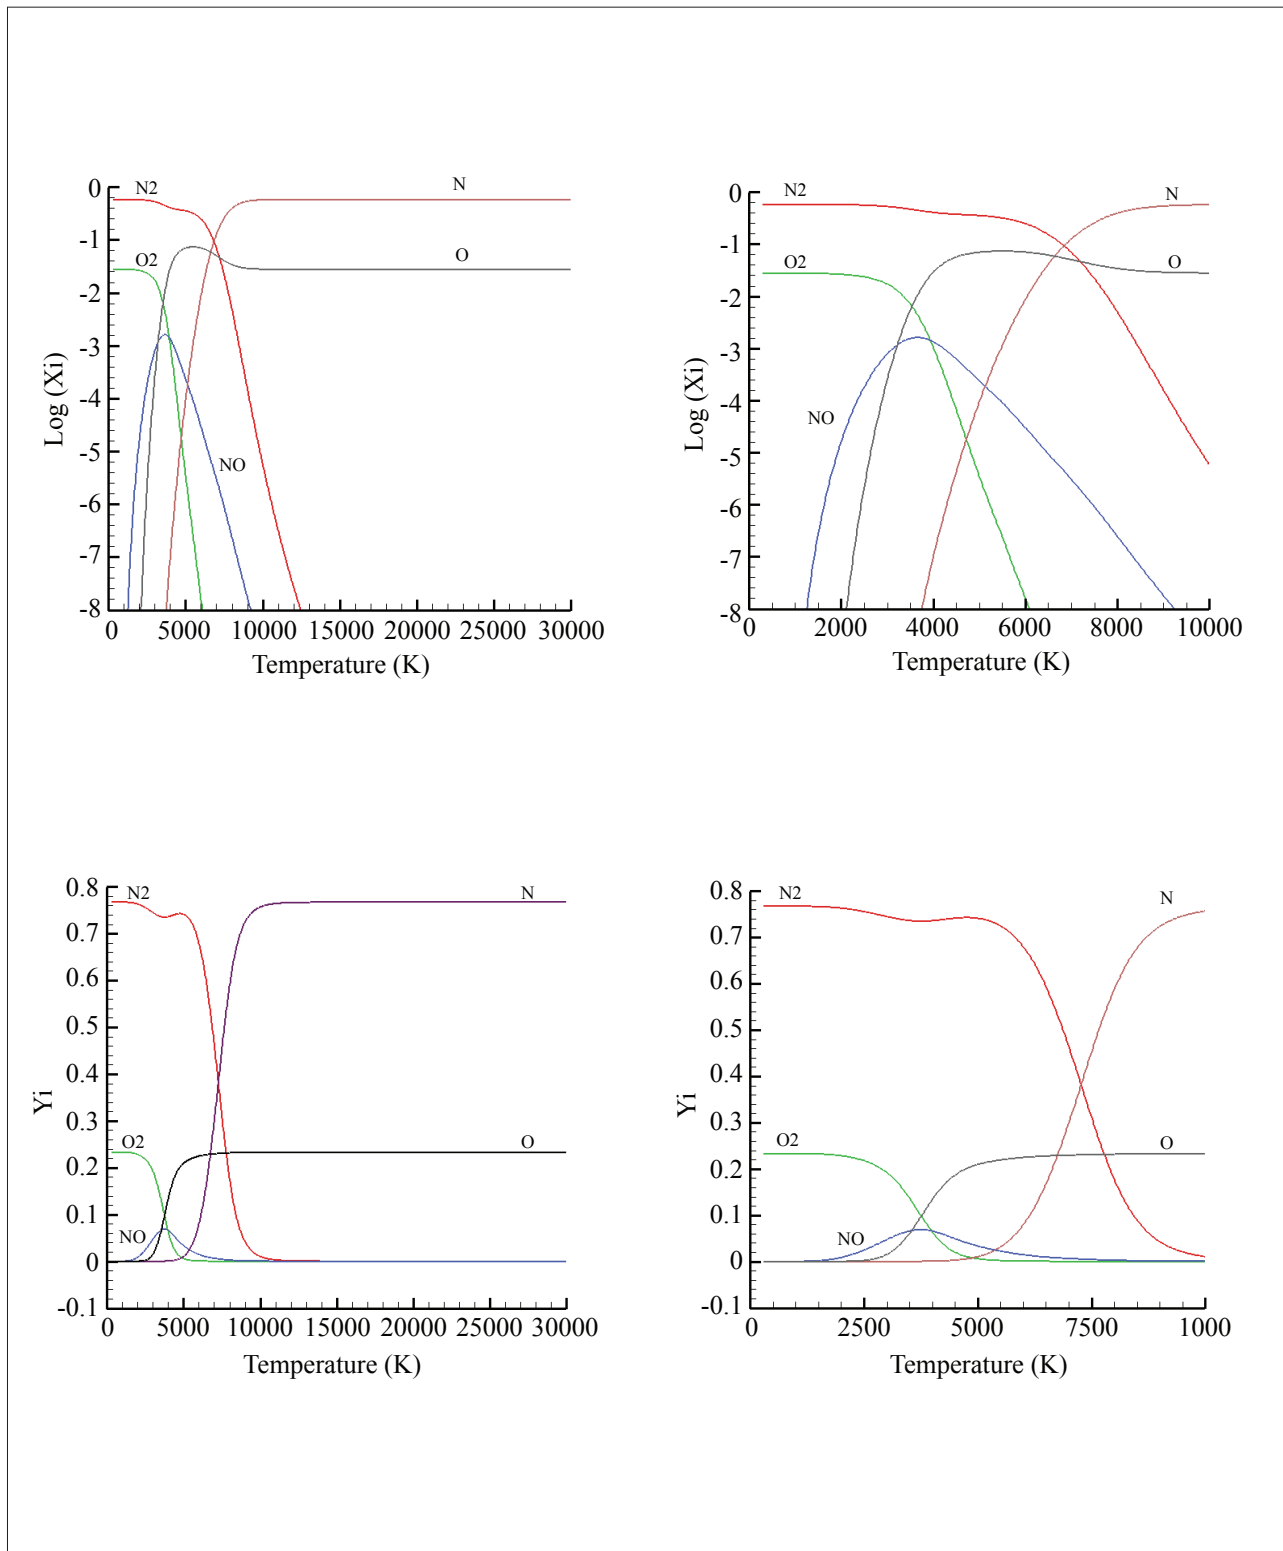 0
-1
-2
-3
-4
-5
-6
-7
-8
Log (Xi)
N2
O2
NO
N
O
0 5000 10000 15000 20000 25000 30000
Temperature (K)
0
-1
-2
-3
-4
-5
-6
-7
-8
Log (Xi)
N2
O2
NO
N
O
0 2000 4000 6000 8000 10000
Temperature (K)
0.8
0.7
0.6
0.5
0.4
0.3
0.2
0.1
0
-0.1
Yi
N2
O2
NO
N
O
0 5000 10000 15000 20000 25000 30000
Temperature (K)
0.8
0.7
0.6
0.5
0.4
0.3
0.2
0.1
0
-0.1
Yi
N2
O2
NO
N
O
0 2500 5000 7500 1000
Temperature (K)